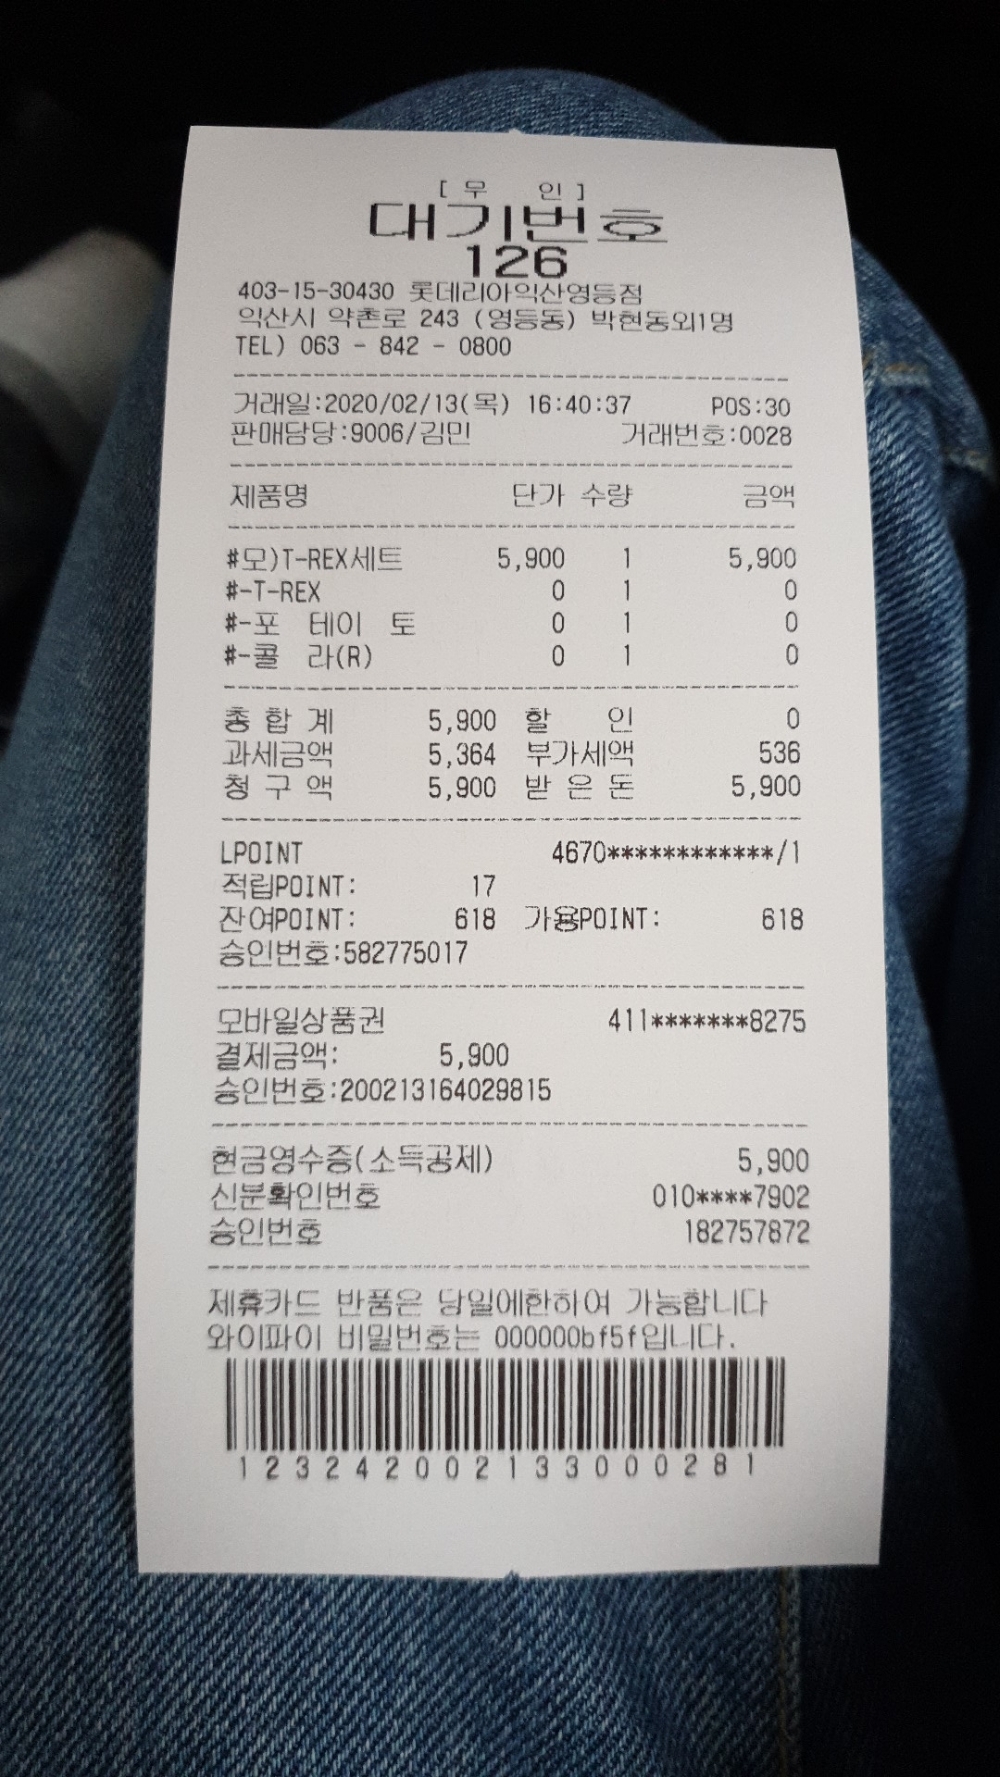 [ 무 인 ]
대기번호
126
403-15-30430 롯데리아익산영등점
익산시 약촌로 243 (영등동) 박현동외1명
TEL) 063 - 842 - 0800
거래일:2020/02/13(목) 16:40:37 POS:30
판매담당:9006/김민 거래번호:0028
제품명 단가 수량 금액
#모)T-REX세트 5,900 1 5,900
#-T-REX 0 1 0
#-포 테이 토 0 1 0
#-콜 라(R) 0 1 0
총 합 계 5,900 할 인 0
과세금액 5,364 부가세액 536
청 구 액 5,900 받 은 돈 5,900
LPOINT 4670************/1
적립POINT: 17
잔여POINT: 618 가용POINT: 618
승인번호:582775017
모바일상품권 411*******8275
결제금액: 5,900
승인번호:200213164029815
현금영수증(소득공제) 5,900
신분확인번호 010****7902
승인번호 182757872
제휴카드 반품은 당일에한하여 가능합니다
와이파이 비밀번호는 000000bf5f입니다.
1232420021330002​81